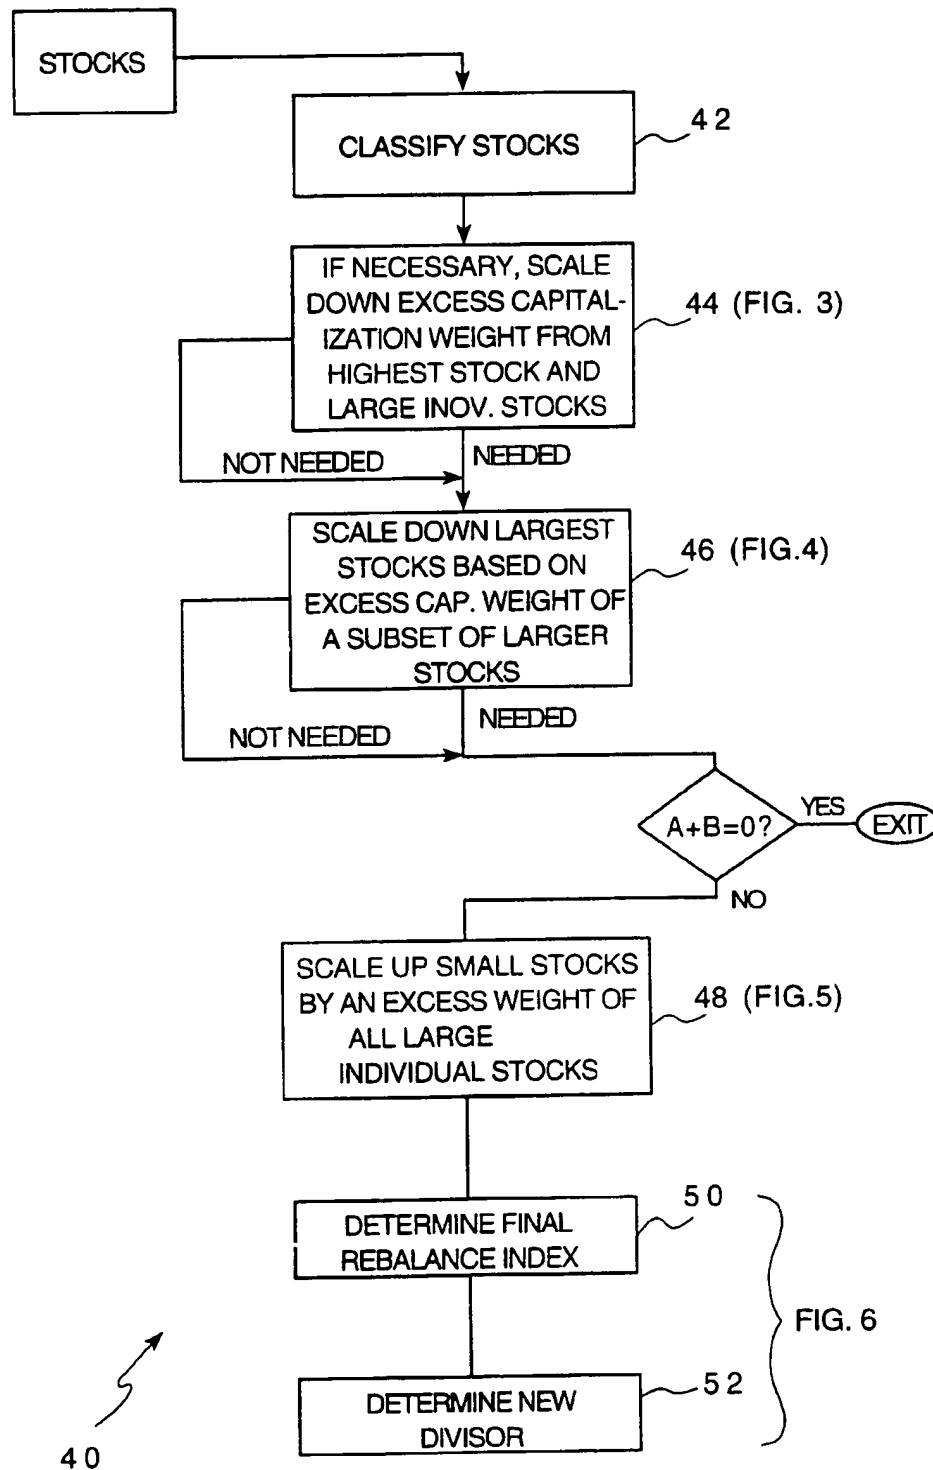 STOCKS
CLASSIFY STOCKS
42
IF NECESSARY, SCALE
DOWN EXCESS CAPITAL-
IZATION WEIGHT FROM
HIGHEST STOCK AND
LARGE INOV. STOCKS
44 (FIG. 3)
NOT NEEDED
NEEDED
SCALE DOWN LARGEST
STOCKS BASED ON
EXCESS CAP. WEIGHT OF
A SUBSET OF LARGER
STOCKS
46 (FIG.4)
NOT NEEDED
NEEDED
A+B=0?
YES
EXIT
NO
SCALE UP SMALL STOCKS
BY AN EXCESS WEIGHT OF
ALL LARGE
INDIVIDUAL STOCKS
48 (FIG.5)
DETERMINE FINAL
REBALANCE INDEX
50
FIG. 6
DETERMINE NEW
DIVISOR
52
40